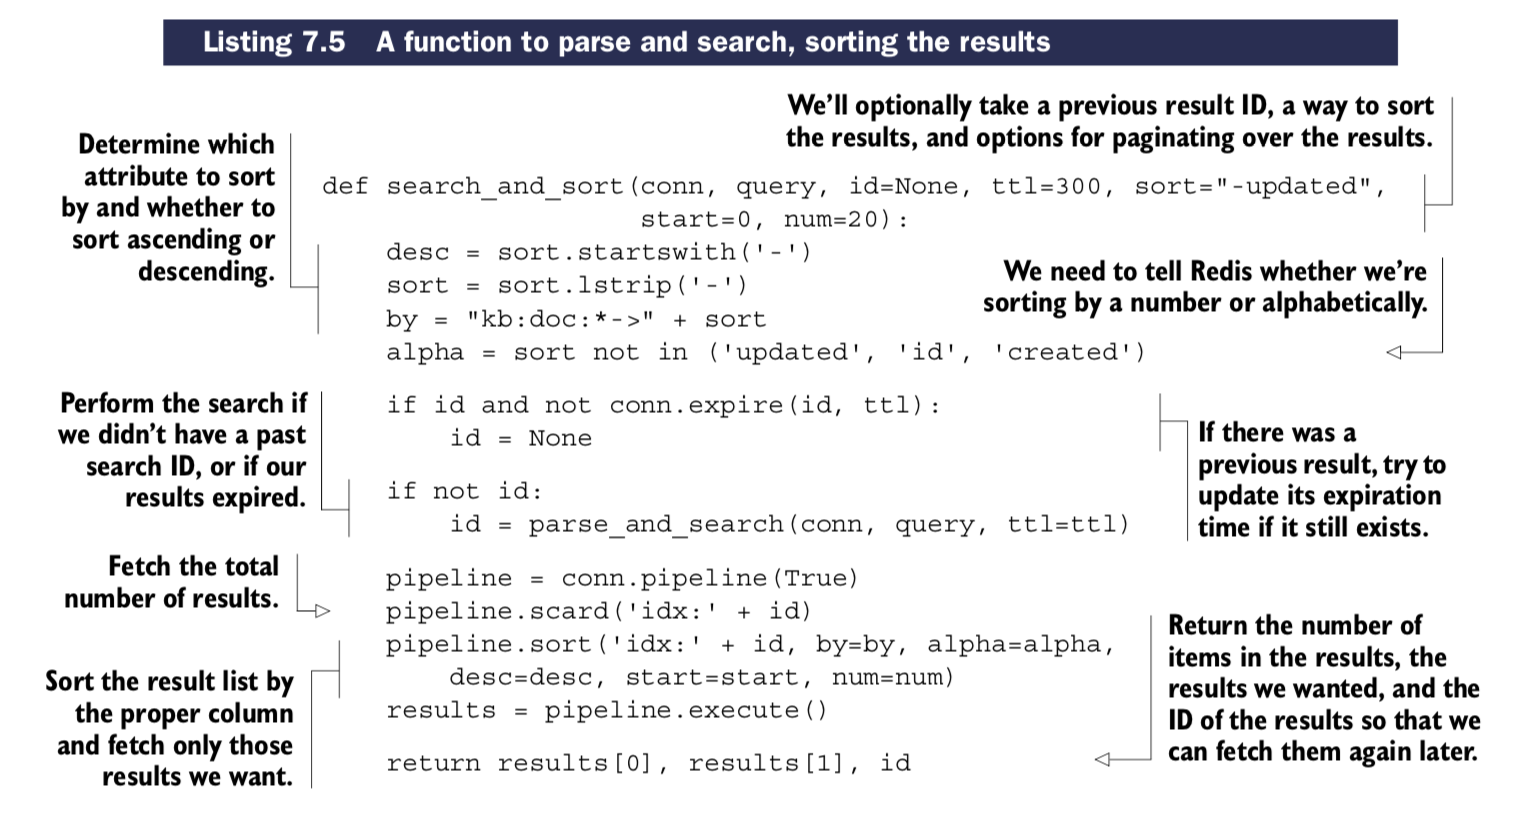 Listing 7.5 A function to parse and search, sorting the results
We'll optionally take a previous result ID, a way to sort
the results, and options for paginating over the results.
Determine which
attribute to sort
by and whether to
sort ascending or
descending.
def search_and_sort(conn, query, id=None, ttl=300, sort="-updated",
                    start=0, num=20):
    desc = sort.startswith('-')
    sort = sort.lstrip('-')
    by = "kb:doc:*->" + sort
    alpha = sort not in ('updated', 'id', 'created')
We need to tell Redis whether we're
sorting by a number or alphabetically.
Perform the search if
we didn't have a past
search ID, or if our
results expired.
    if id and not conn.expire(id, ttl):
        id = None
If there was a
previous result, try to
update its expiration
time if it still exists.
    if not id:
        id = parse_and_search(conn, query, ttl=ttl)
Fetch the total
number of results.
    pipeline = conn.pipeline(True)
    pipeline.scard('idx:' + id)
    pipeline.sort('idx:' + id, by=by, alpha=alpha,
        desc=desc, start=start, num=num)
    results = pipeline.execute()
Sort the result list by
the proper column
and fetch only those
results we want.
Return the number of
items in the results, the
results we wanted, and the
ID of the results so that we
can fetch them again later.
    return results[0], results[1], id